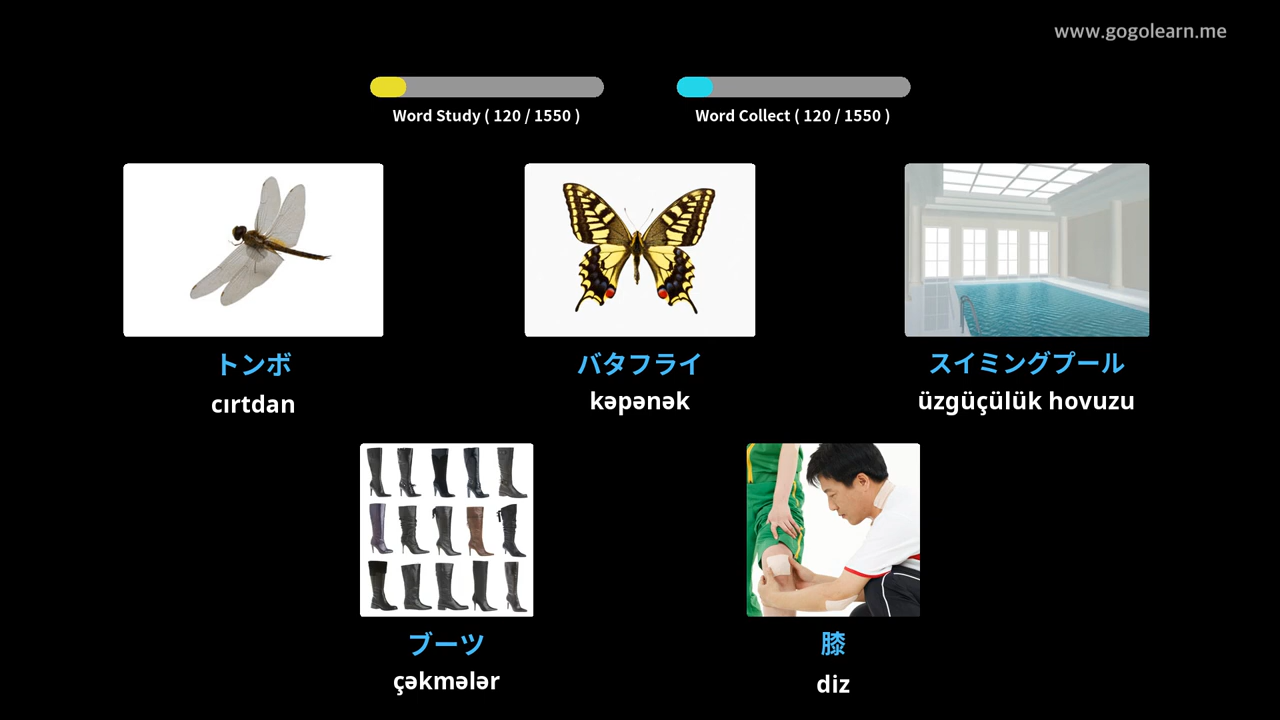 www.gogolearn.me
Word Study ( 120 / 1550 )
Word Collect ( 120 / 1550 )
トンボ
バタフライ
スイミングプール
cırtdan
kəpənək
üzgüçülük hovuzu
ブーツ
膝
çəkmələr
diz